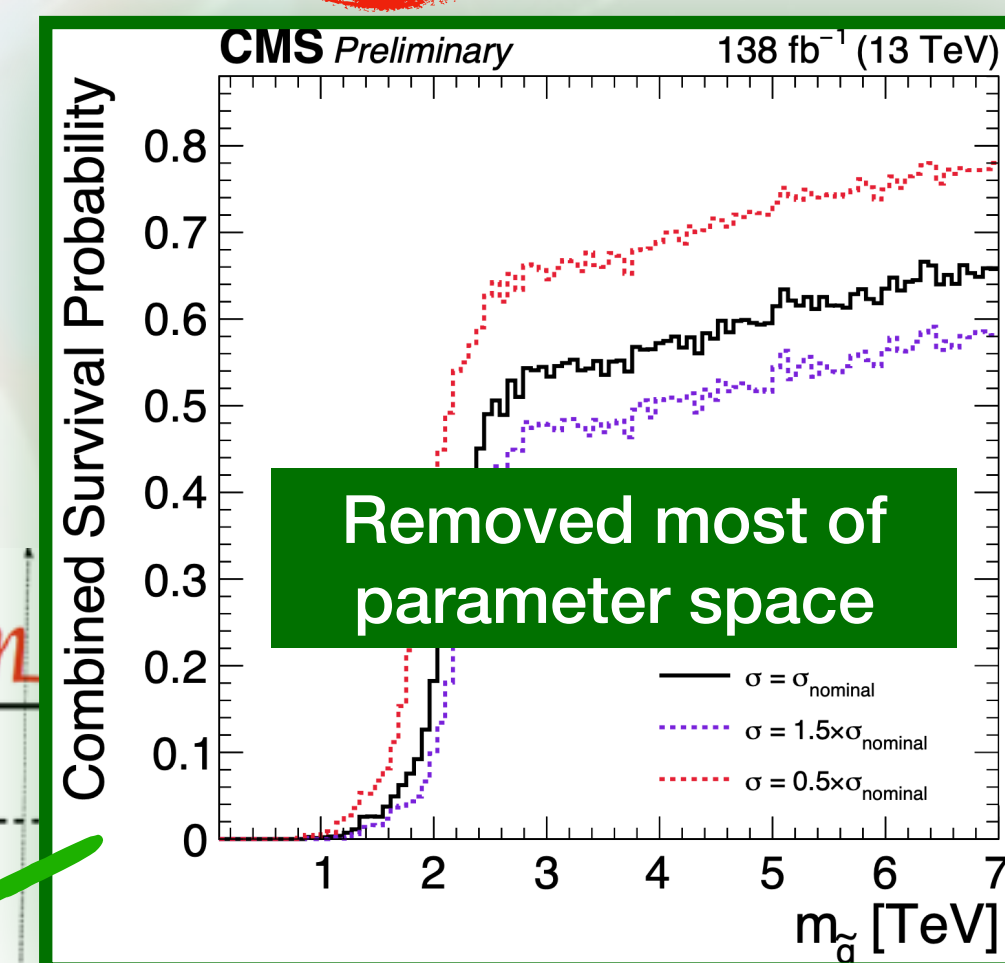 CMS Preliminary 138 fb⁻¹ (13 TeV)
Combined Survival Probability
0.8
0.7
0.6
0.5
0.4
0.3
0.2
0.1
0
Removed most of
parameter space
σ = σnominal
σ = 1.5×σnominal
σ = 0.5×σnominal
1 2 3 4 5 6 7
m_g̃ [TeV]